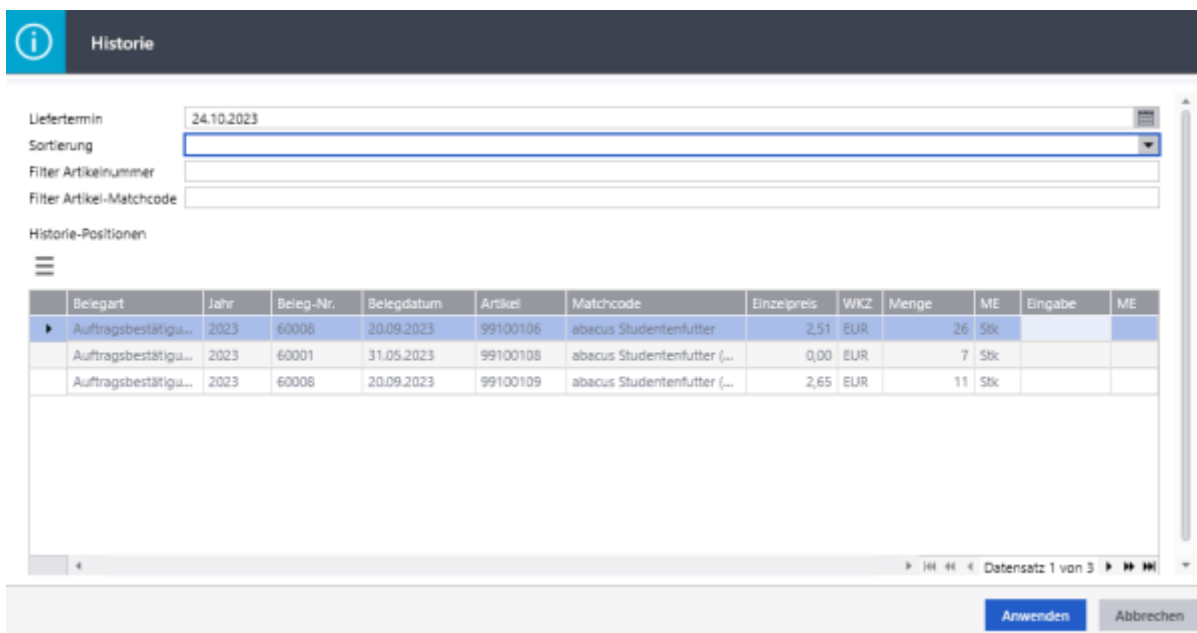 Historie
Liefertermin 24.10.2023
Sortierung
Filter Artikelnummer
Filter Artikel-Matchcode
Historie-Positionen
Belegart Jahr Beleg-Nr. Belegdatum Artikel Matchcode Einzelpreis WKZ Menge ME Eingabe ME
Auftragsbestätigu... 2023 60008 20.09.2023 99100106 abacus Studentenfutter 2,51 EUR 26 Stk
Auftragsbestätigu... 2023 60001 31.05.2023 99100108 abacus Studentenfutter (... 0,00 EUR 7 Stk
Auftragsbestätigu... 2023 60008 20.09.2023 99100109 abacus Studentenfutter (... 2,65 EUR 11 Stk
Datensatz 1 von 3
Anwenden Abbrechen